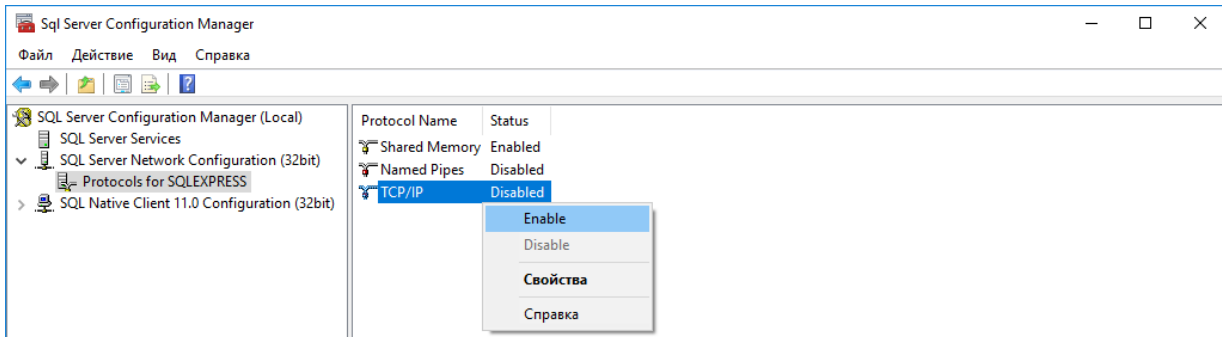 Sql Server Configuration Manager
Файл Действие Вид Справка
SQL Server Configuration Manager (Local)
SQL Server Services
SQL Server Network Configuration (32bit)
Protocols for SQLEXPRESS
SQL Native Client 11.0 Configuration (32bit)
Protocol Name Status
Shared Memory Enabled
Named Pipes Disabled
TCP/IP Disabled
Enable
Disable
Свойства
Справка